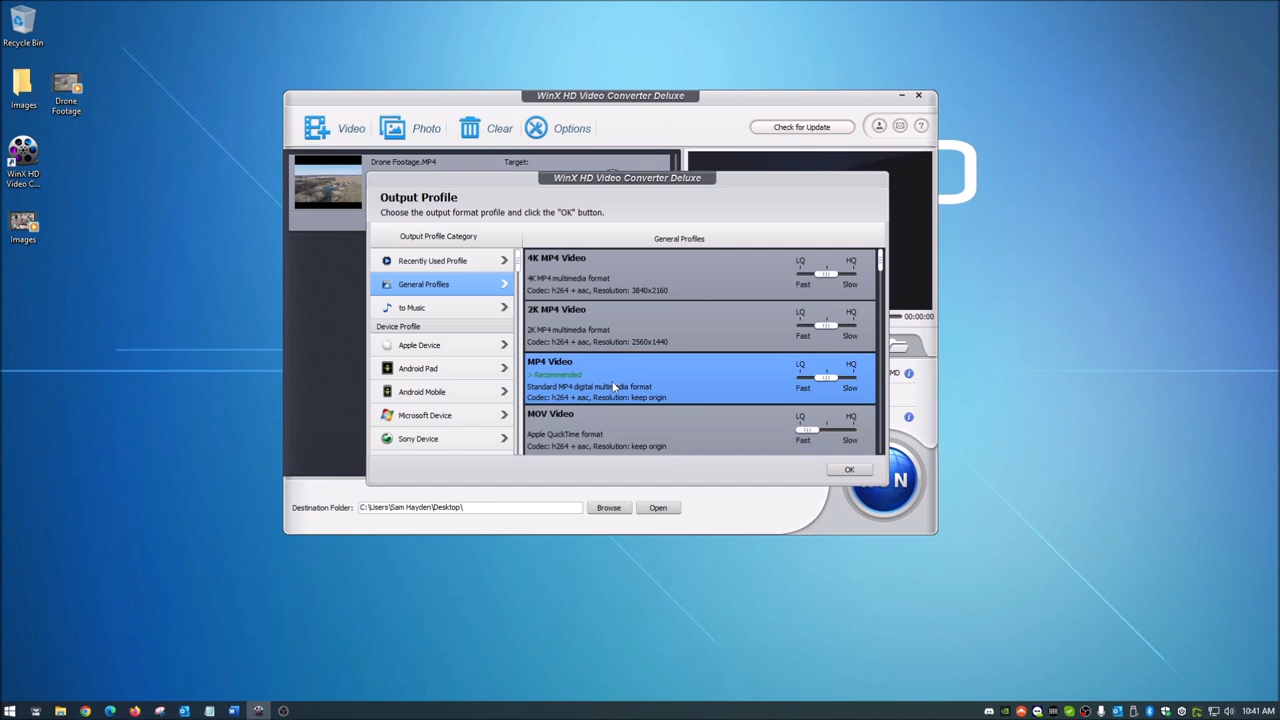 Recycle Bin
Images
Drone
Footage
WinX HD
Video C...
Images
WinX HD Video Converter Deluxe
Video
Photo
Clear
Options
Check for Update
?
Drone Footage.MP4
Target:
00:00:00
WinX HD Video Converter Deluxe
Output Profile
Choose the output format profile and click the "OK" button.
Output Profile Category
General Profiles
Recently Used Profile
General Profiles
to Music
Device Profile
Apple Device
Android Pad
Android Mobile
Microsoft Device
Sony Device
4K MP4 Video
4K MP4 multimedia format
Codec: h264 + aac, Resolution: 3840x2160
LQ HQ
Fast Slow
2K MP4 Video
2K MP4 multimedia format
Codec: h264 + aac, Resolution: 2560x1440
LQ HQ
Fast Slow
MP4 Video
> Recommended
Standard MP4 digital multimedia format
Codec: h264 + aac, Resolution: keep origin
LQ HQ
Fast Slow
MOV Video
Apple QuickTime format
Codec: h264 + aac, Resolution: keep origin
LQ HQ
Fast Slow
OK
Destination Folder:
C:\Users\Sam Hayden\Desktop\
Browse
Open
10:41 AM